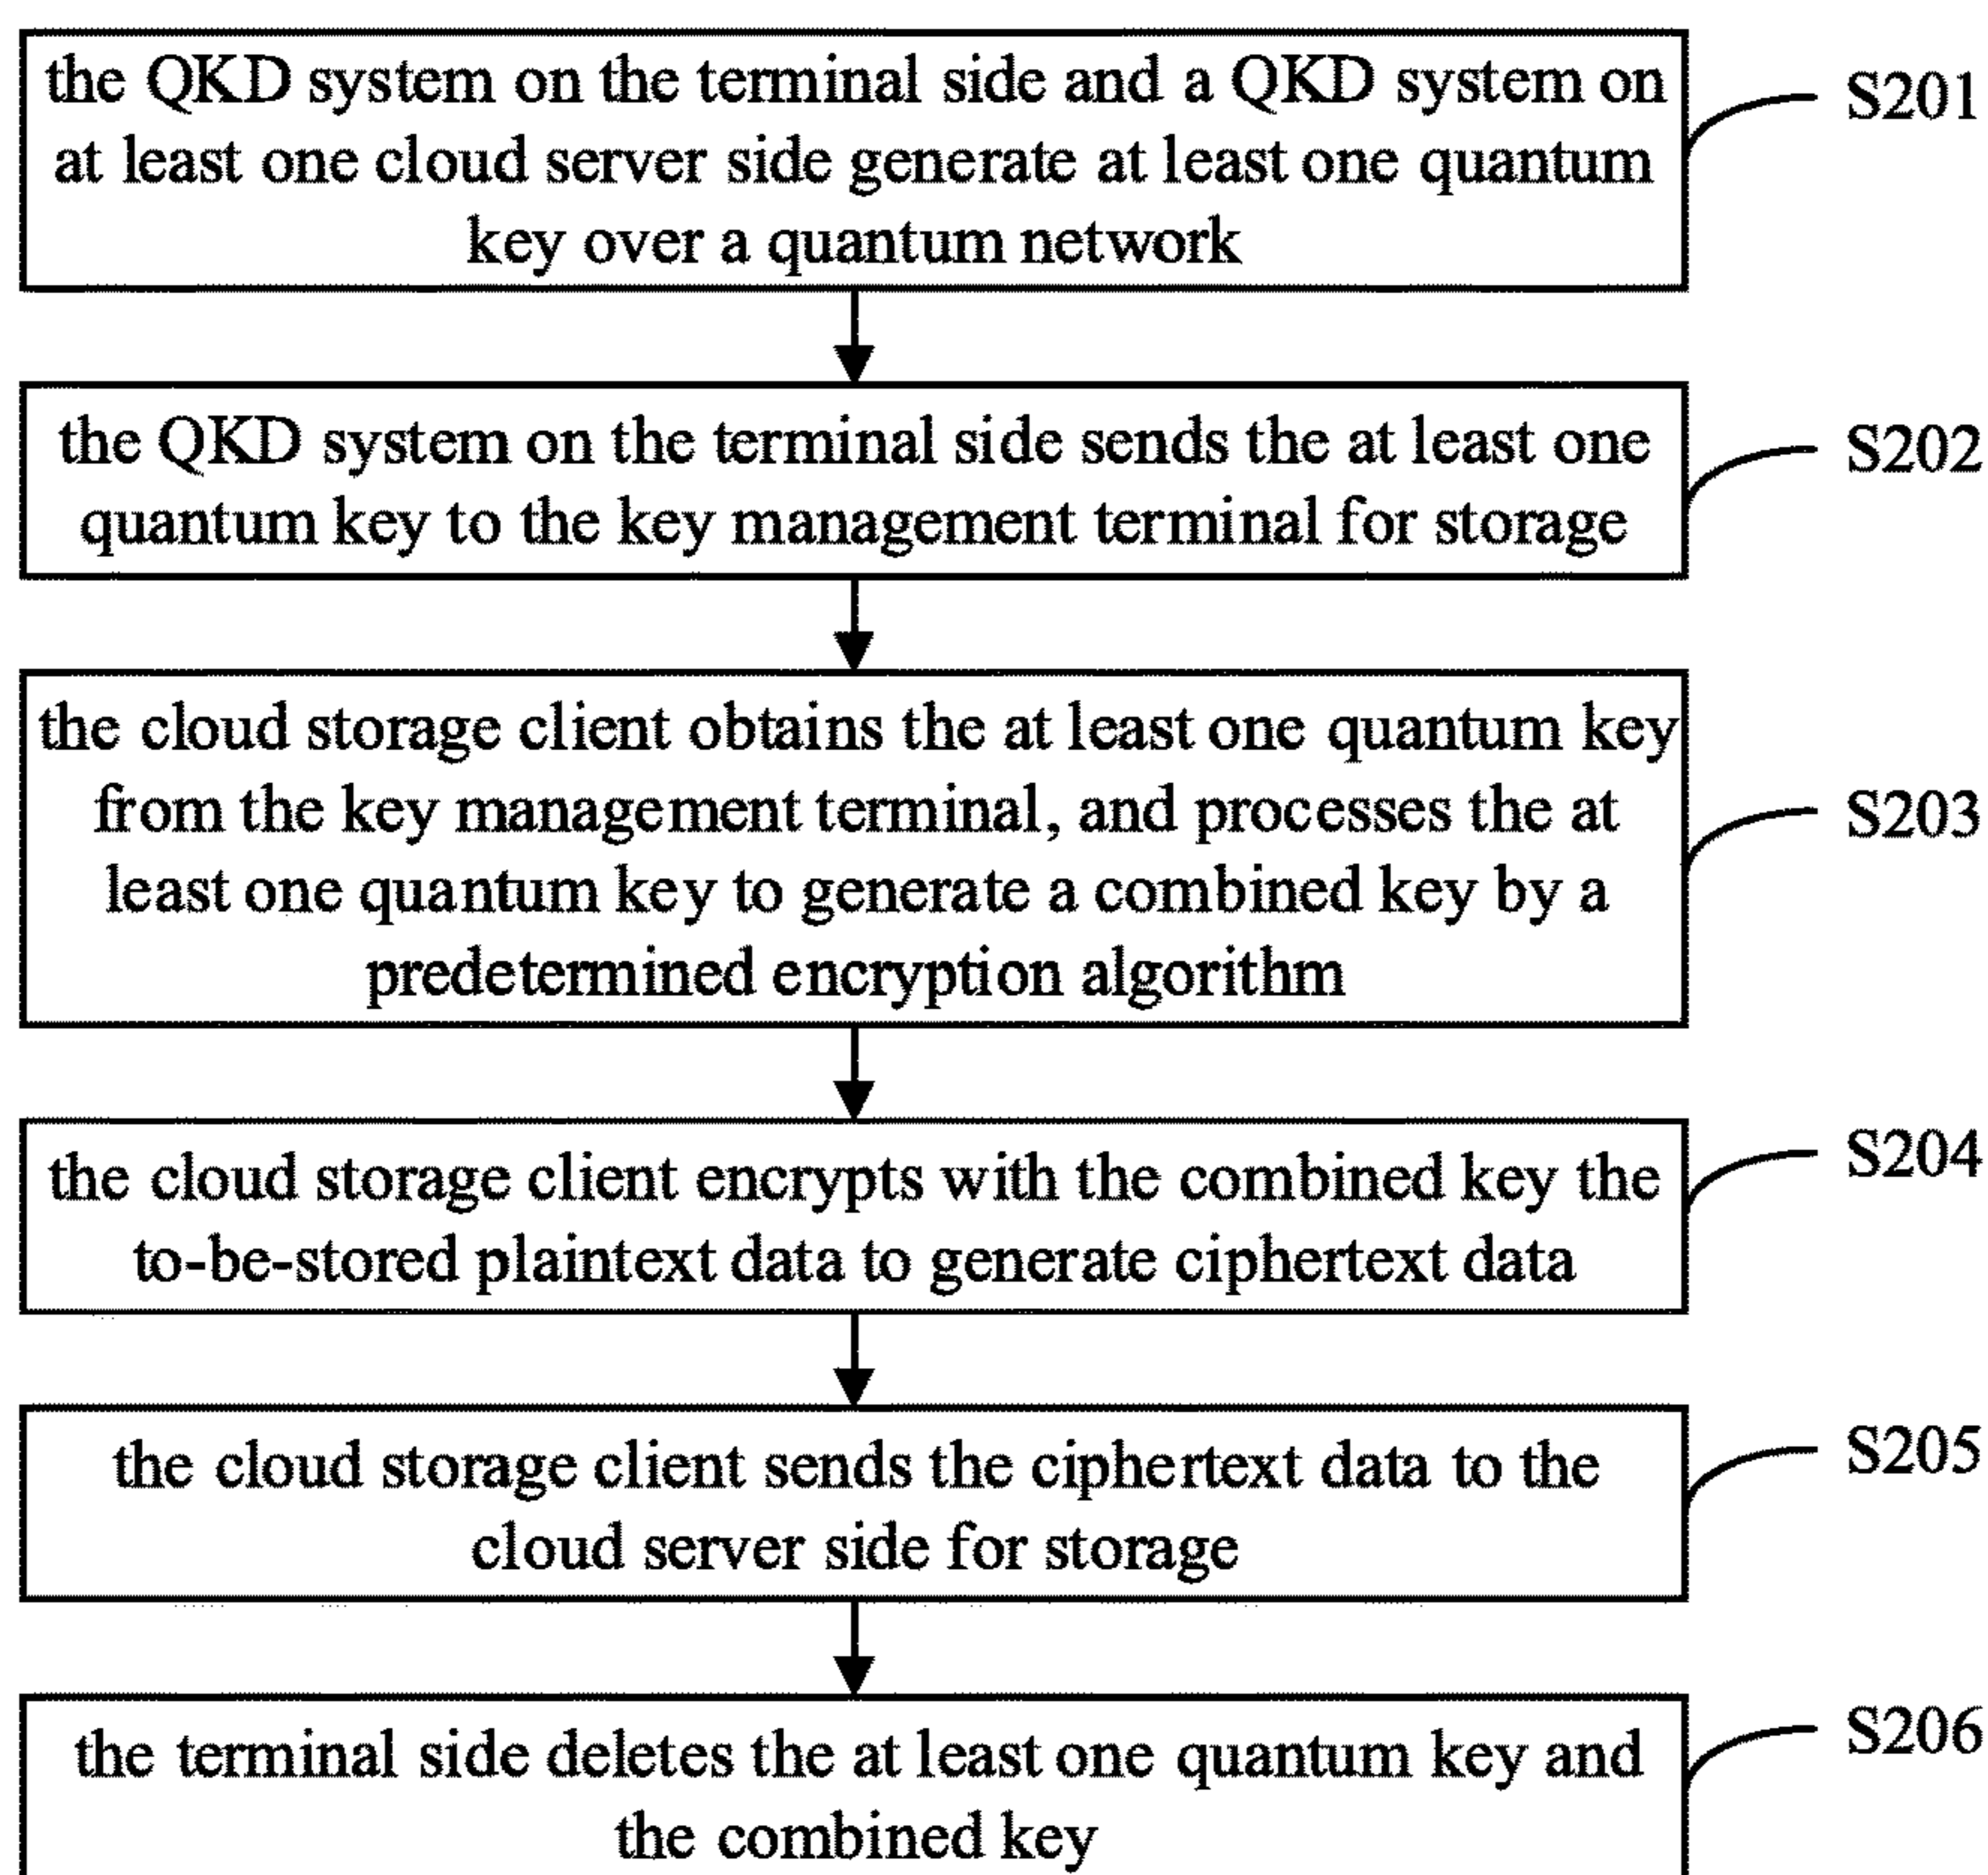 the QKD system on the terminal side and a QKD system on
at least one cloud server side generate at least one quantum
key over a quantum network
S201
the QKD system on the terminal side sends the at least one
quantum key to the key management terminal for storage
S202
the cloud storage client obtains the at least one quantum key
from the key management terminal, and processes the at
least one quantum key to generate a combined key by a
predetermined encryption algorithm
S203
the cloud storage client encrypts with the combined key the
to-be-stored plaintext data to generate ciphertext data
S204
the cloud storage client sends the ciphertext data to the
cloud server side for storage
S205
the terminal side deletes the at least one quantum key and
the combined key
S206